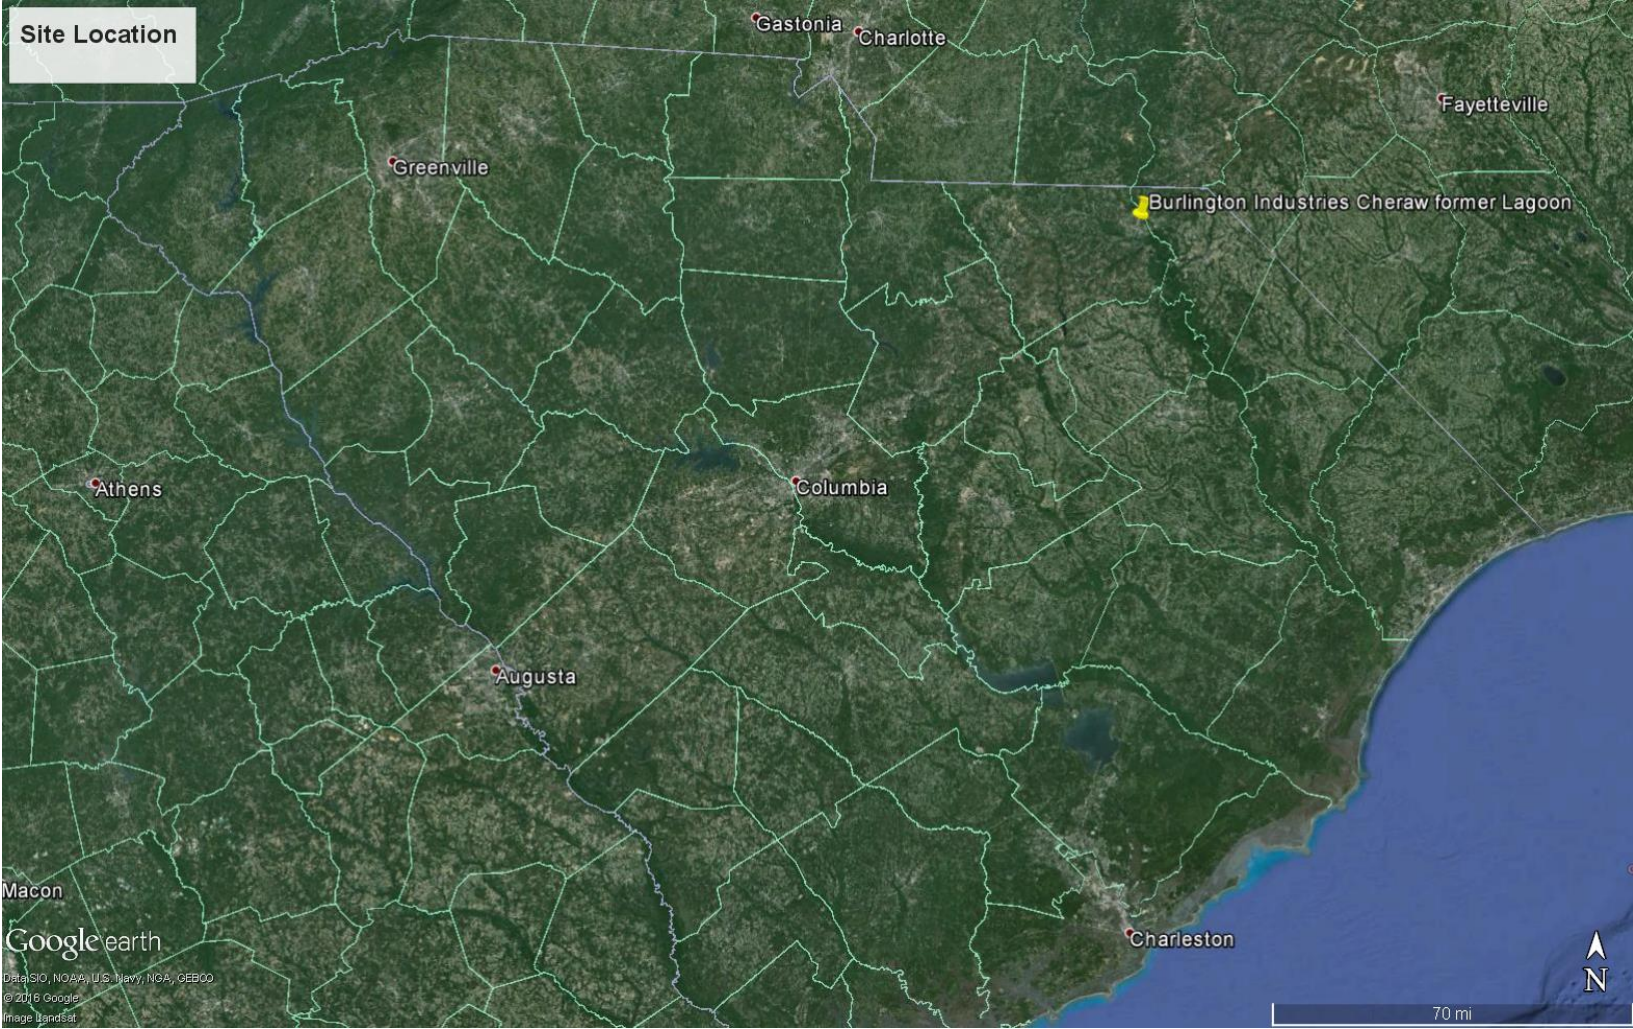 Site Location
Gastonia
Charlotte
Fayetteville
Greenville
Burlington Industries Cheraw former Lagoon
Athens
Columbia
Augusta
Macon
Charleston
Google earth
Data SIO, NOAA, U.S. Navy, NGA, GEBCO
© 2016 Google
Image Landsat
N
70 mi